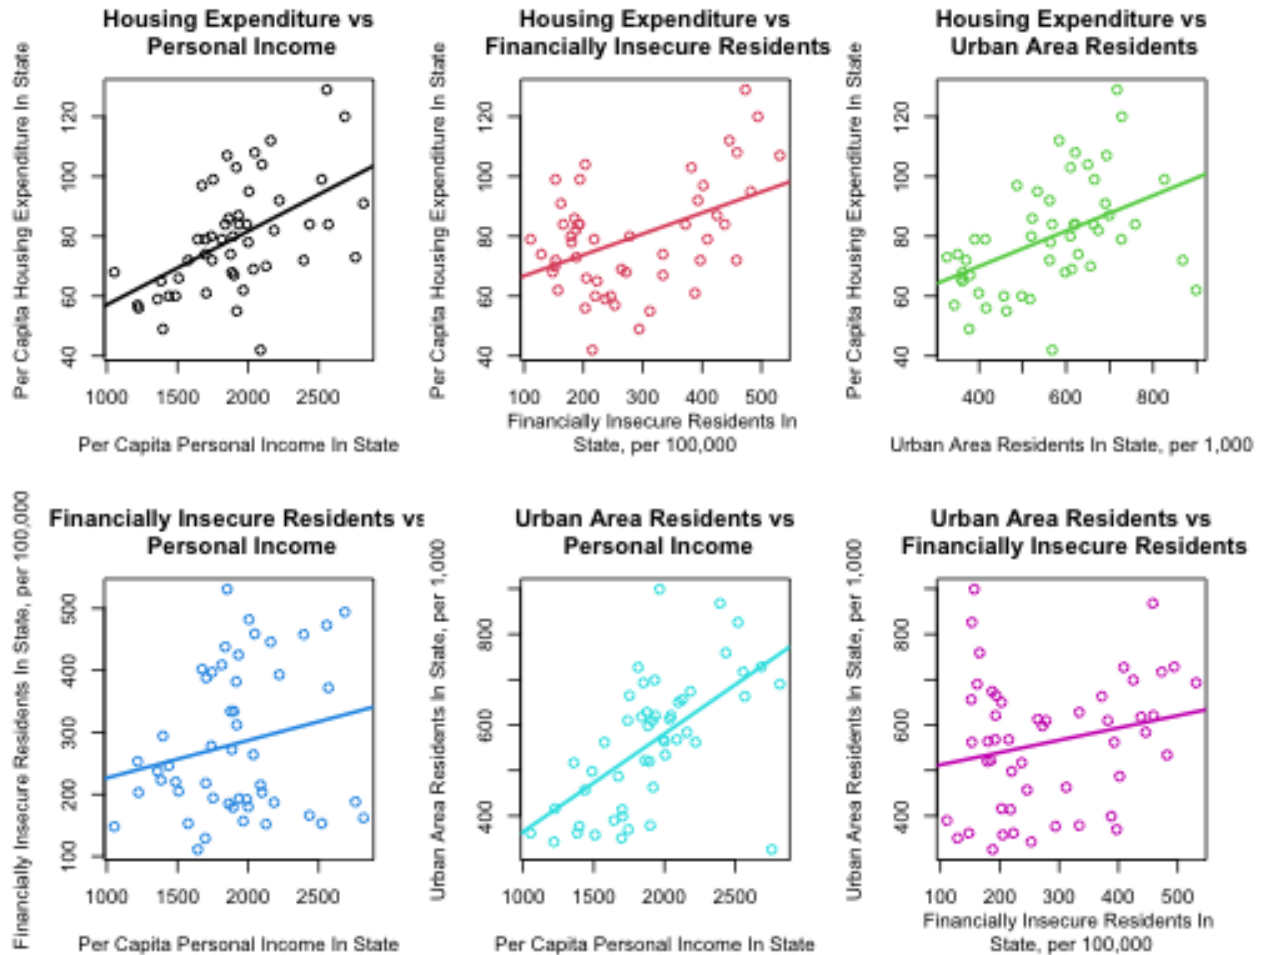 Housing Expenditure vs
Personal Income
Per Capita Housing Expenditure In State
120
100
80
60
40
1000 1500 2000 2500
Per Capita Personal Income In State
Housing Expenditure vs
Financially Insecure Residents
Per Capita Housing Expenditure In State
120
100
80
60
40
100 200 300 400 500
Financially Insecure Residents In
State, per 100,000
Housing Expenditure vs
Urban Area Residents
Per Capita Housing Expenditure In State
120
100
80
60
40
400 600 800
Urban Area Residents In State, per 1,000
Financially Insecure Residents vs
Personal Income
Financially Insecure Residents In State, per 100,000
500
400
300
200
100
1000 1500 2000 2500
Per Capita Personal Income In State
Urban Area Residents vs
Personal Income
Urban Area Residents In State, per 1,000
800
600
400
1000 1500 2000 2500
Per Capita Personal Income In State
Urban Area Residents vs
Financially Insecure Residents
Urban Area Residents In State, per 1,000
800
600
400
100 200 300 400 500
Financially Insecure Residents In
State, per 100,000